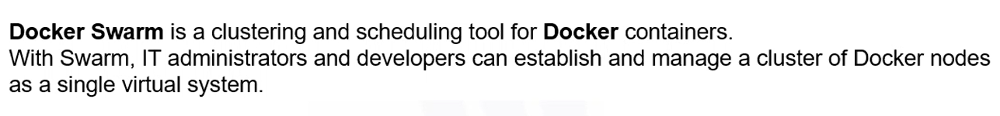 Docker Swarm is a clustering and scheduling tool for Docker containers.
With Swarm, IT administrators and developers can establish and manage a cluster of Docker nodes
as a single virtual system.